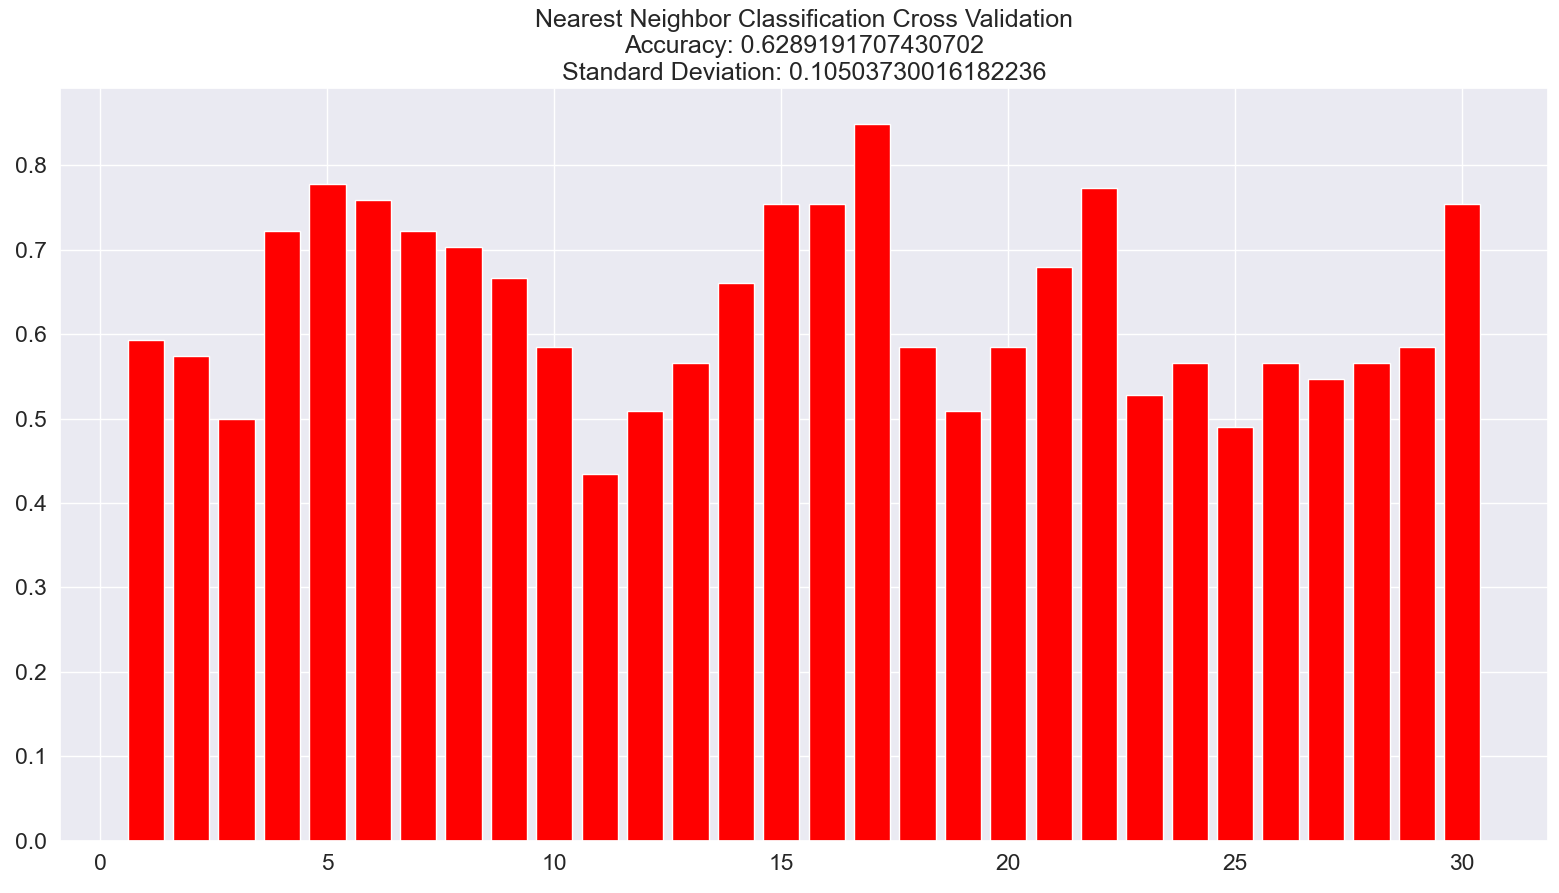 Nearest Neighbor Classification Cross Validation
Accuracy: 0.6289191707430702
Standard Deviation: 0.10503730016182236
0.8
0.7
0.6
0.5
0.4
0.3
0.2
0.1
0.0
0 5 10 15 20 25 30